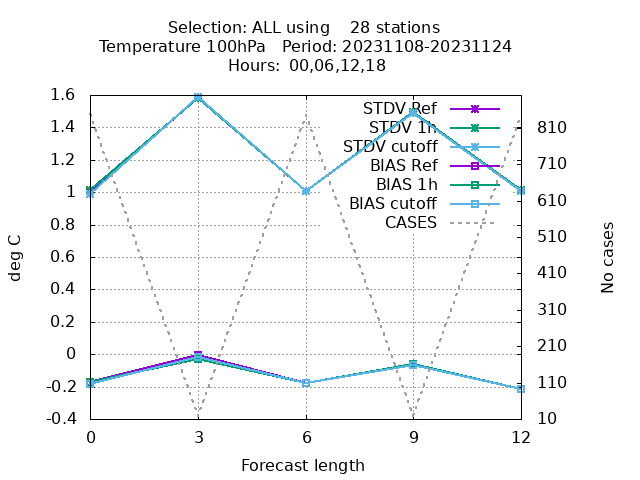 Selection: ALL using    28 stations
Temperature 100hPa   Period: 20231108-20231124
Hours: 00,06,12,18
STDV Ref
STDV 1h
STDV cutoff
BIAS Ref
BIAS 1h
BIAS cutoff
CASES
1.6
1.4
1.2
1
0.8
0.6
0.4
0.2
0
-0.2
-0.4
deg C
810
710
610
510
410
310
210
110
10
No cases
0 3 6 9 12
Forecast length